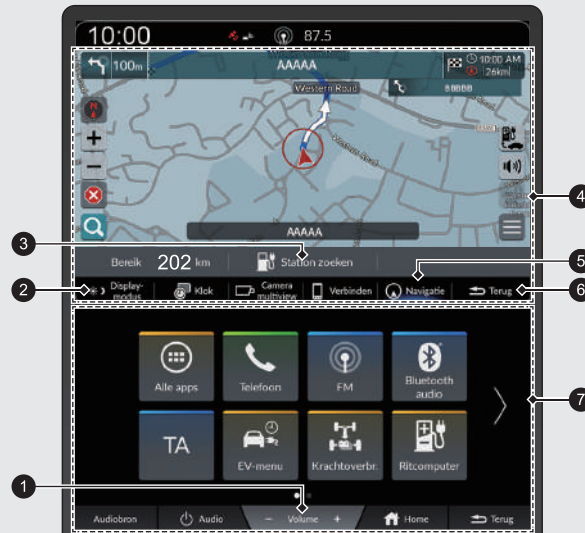 10:00 87.5
100m AAAAA 10:00 AM
26km
BBBBB
Western Road
Western Road
AAAAA
4
3
Bereik 202 km Station zoeken
5
2 Display-modus Klok Camera multiview Verbinden Navigatie Terug 6
Alle apps Telefoon FM Bluetooth audio
7
TA EV-menu Krachtoverbr. Ritcomputer
1
Audiobron Audio − Volume + Home Terug